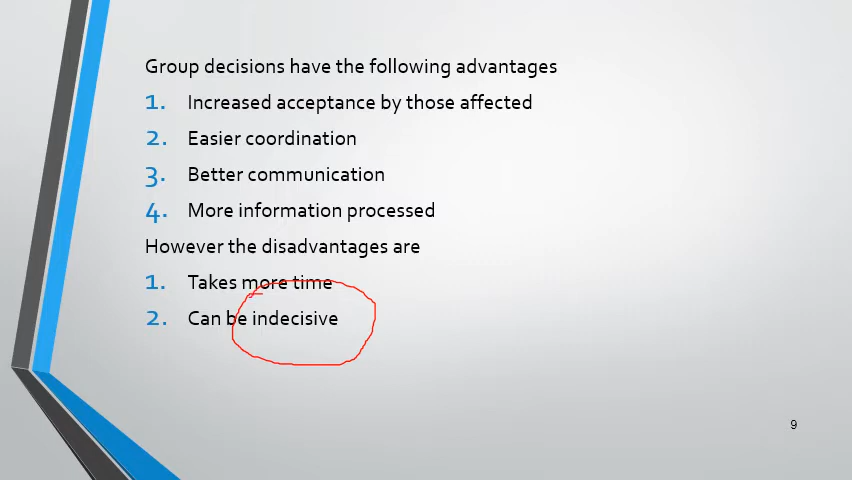 Group decisions have the following advantages
1. Increased acceptance by those affected
2. Easier coordination
3. Better communication
4. More information processed
However the disadvantages are
1. Takes more time
2. Can be indecisive
9